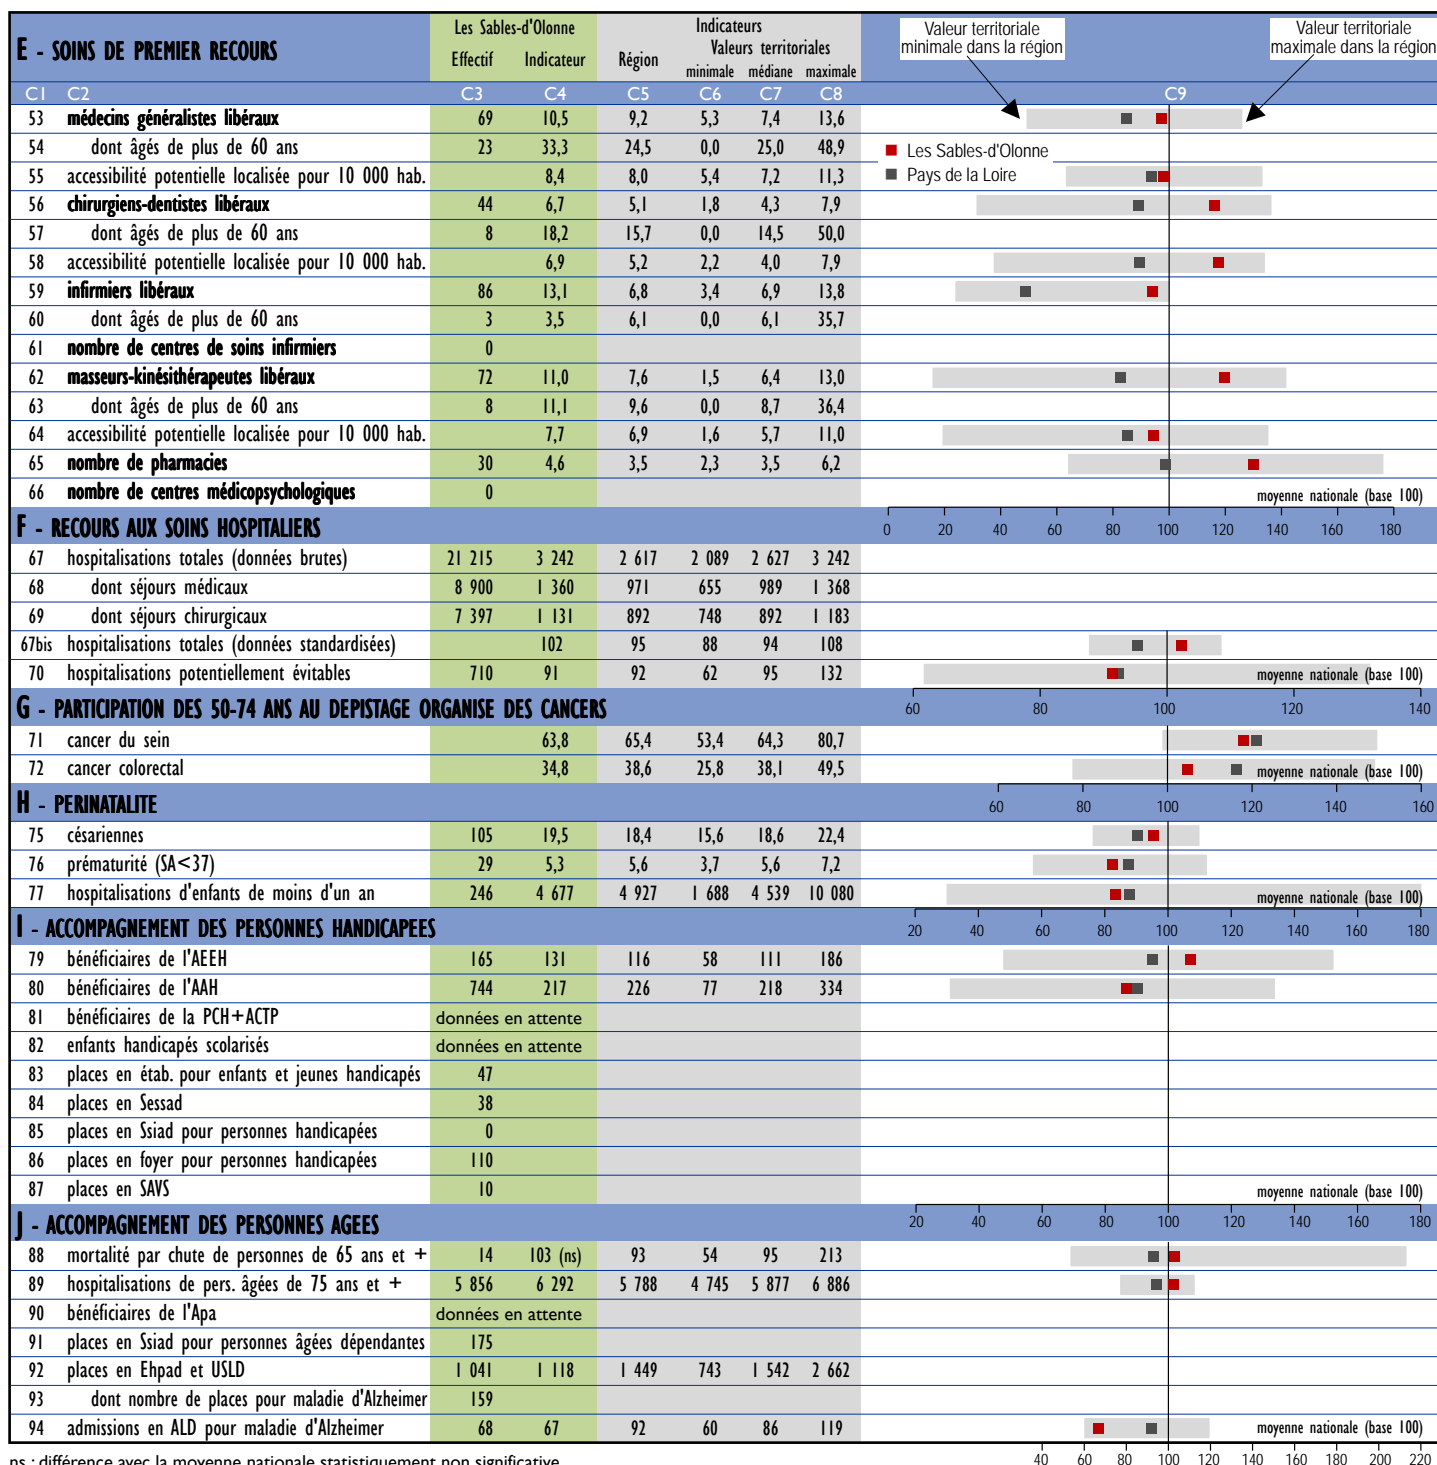 E - SOINS DE PREMIER RECOURS
Les Sables-d'Olonne
Effectif Indicateur
Indicateurs
Région
Valeurs territoriales
minimale médiane maximale
Valeur territoriale
minimale dans la région
Valeur territoriale
maximale dans la région
C1 C2 C3 C4 C5 C6 C7 C8 C9
53 médecins généralistes libéraux 69 10,5 9,2 5,3 7,4 13,6
54 dont âgés de plus de 60 ans 23 33,3 24,5 0,0 25,0 48,9
Les Sables-d'Olonne
55 accessibilité potentielle localisée pour 10 000 hab. 8,4 8,0 5,4 7,2 11,3
Pays de la Loire
56 chirurgiens-dentistes libéraux 44 6,7 5,1 1,8 4,3 7,9
57 dont âgés de plus de 60 ans 8 18,2 15,7 0,0 14,5 50,0
58 accessibilité potentielle localisée pour 10 000 hab. 6,9 5,2 2,2 4,0 7,9
59 infirmiers libéraux 86 13,1 6,8 3,4 6,9 13,8
60 dont âgés de plus de 60 ans 3 3,5 6,1 0,0 6,1 35,7
61 nombre de centres de soins infirmiers 0
62 masseurs-kinésithérapeutes libéraux 72 11,0 7,6 1,5 6,4 13,0
63 dont âgés de plus de 60 ans 8 11,1 9,6 0,0 8,7 36,4
64 accessibilité potentielle localisée pour 10 000 hab. 7,7 6,9 1,6 5,7 11,0
65 nombre de pharmacies 30 4,6 3,5 2,3 3,5 6,2
66 nombre de centres médicopsychologiques 0 moyenne nationale (base 100)
F - RECOURS AUX SOINS HOSPITALIERS 0 20 40 60 80 100 120 140 160 180
67 hospitalisations totales (données brutes) 21 215 3 242 2 617 2 089 2 627 3 242
68 dont séjours médicaux 8 900 1 360 971 655 989 1 368
69 dont séjours chirurgicaux 7 397 1 131 892 748 892 1 183
67bis hospitalisations totales (données standardisées) 102 95 88 94 108
70 hospitalisations potentiellement évitables 710 91 92 62 95 132 moyenne nationale (base 100)
G - PARTICIPATION DES 50-74 ANS AU DEPISTAGE ORGANISE DES CANCERS 60 80 100 120 140
71 cancer du sein 63,8 65,4 53,4 64,3 80,7
72 cancer colorectal 34,8 38,6 25,8 38,1 49,5 moyenne nationale (base 100)
H - PERINATALITE 60 80 100 120 140 160
75 césariennes 105 19,5 18,4 15,6 18,6 22,4
76 prématurité (SA<37) 29 5,3 5,6 3,7 5,6 7,2
77 hospitalisations d'enfants de moins d'un an 246 4 677 4 927 1 688 4 539 10 080 moyenne nationale (base 100)
I - ACCOMPAGNEMENT DES PERSONNES HANDICAPEES 20 40 60 80 100 120 140 160 180
79 bénéficiaires de l'AEEH 165 131 116 58 111 186
80 bénéficiaires de l'AAH 744 217 226 77 218 334
81 bénéficiaires de la PCH+ACTP données en attente
82 enfants handicapés scolarisés données en attente
83 places en étab. pour enfants et jeunes handicapés 47
84 places en Sessad 38
85 places en Ssiad pour personnes handicapées 0
86 places en foyer pour personnes handicapées 110
87 places en SAVS 10 moyenne nationale (base 100)
J - ACCOMPAGNEMENT DES PERSONNES AGEES 20 40 60 80 100 120 140 160 180
88 mortalité par chute de personnes de 65 ans et + 14 103 (ns) 93 54 95 213
89 hospitalisations de pers. âgées de 75 ans et + 5 856 6 292 5 788 4 745 5 877 6 886
90 bénéficiaires de l'Apa données en attente
91 places en Ssiad pour personnes âgées dépendantes 175
92 places en Ehpad et USLD 1 041 1 118 1 449 743 1 542 2 662
93 dont nombre de places pour maladie d'Alzheimer 159
94 admissions en ALD pour maladie d'Alzheimer 68 67 92 60 86 119 moyenne nationale (base 100)
40 60 80 100 120 140 160 180 200 220
ns : différence avec la moyenne nationale statistiquement non significative